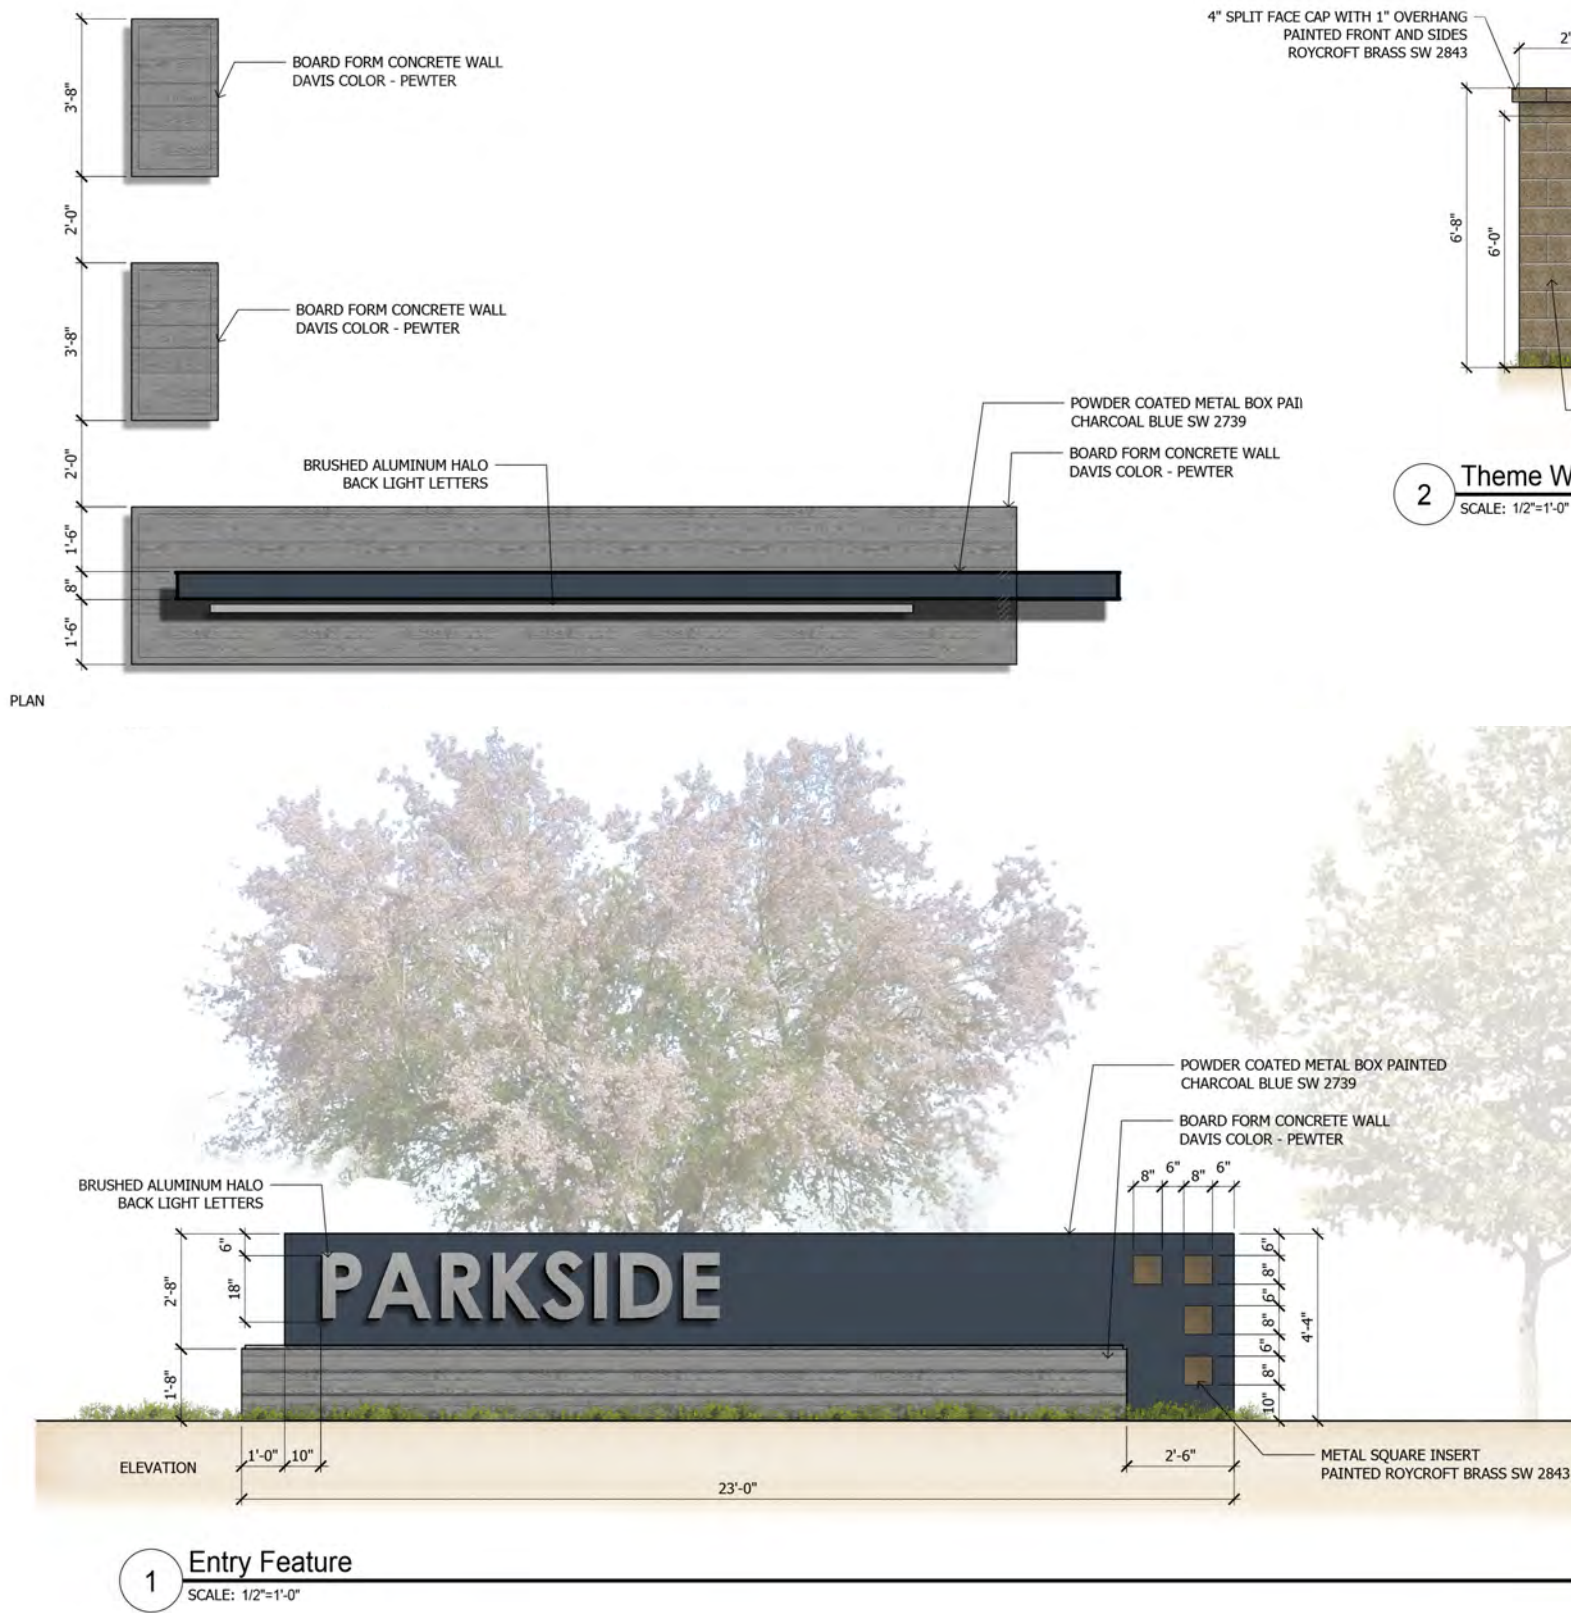 3'-8"
BOARD FORM CONCRETE WALL
DAVIS COLOR - PEWTER
2'-0"
3'-8"
BOARD FORM CONCRETE WALL
DAVIS COLOR - PEWTER
2'-0"
BRUSHED ALUMINUM HALO
BACK LIGHT LETTERS
POWDER COATED METAL BOX PAI
CHARCOAL BLUE SW 2739
BOARD FORM CONCRETE WALL
DAVIS COLOR - PEWTER
1'-6"
8"
1'-6"
PLAN
4" SPLIT FACE CAP WITH 1" OVERHANG
PAINTED FRONT AND SIDES
ROYCROFT BRASS SW 2843
2'
6'-8"
6'-0"
2
Theme W
SCALE: 1/2"=1'-0"
POWDER COATED METAL BOX PAINTED
CHARCOAL BLUE SW 2739
BOARD FORM CONCRETE WALL
DAVIS COLOR - PEWTER
BRUSHED ALUMINUM HALO
BACK LIGHT LETTERS
8" 6" 8" 6"
6"
18"
2'-8"
1'-8"
PARKSIDE
6"
8"
6"
8"
6"
8"
10"
4'-4"
ELEVATION
1'-0" 10"
2'-6"
23'-0"
METAL SQUARE INSERT
PAINTED ROYCROFT BRASS SW 2843
1
Entry Feature
SCALE: 1/2"=1'-0"